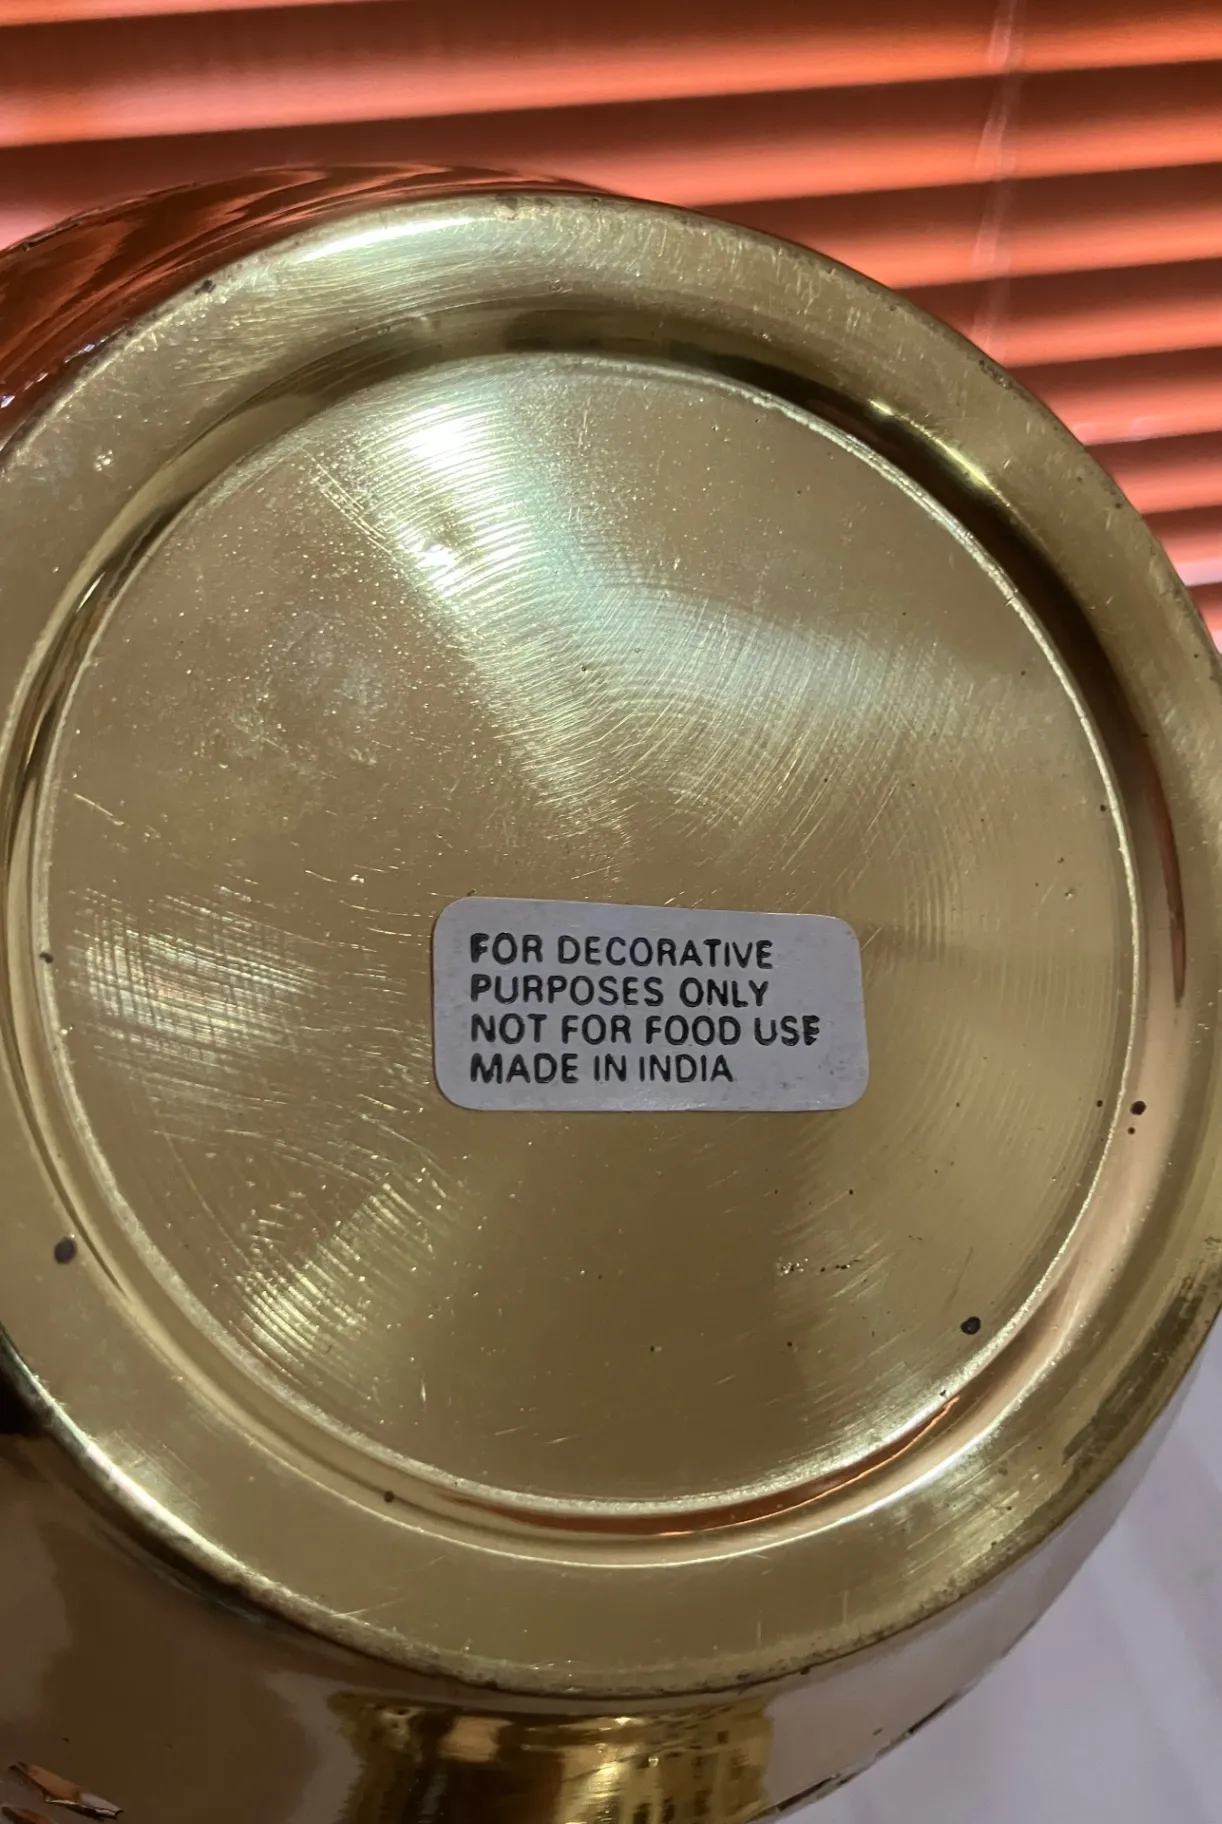 FOR DECORATIVE
PURPOSES ONLY
NOT FOR FOOD USE
MADE IN INDIA